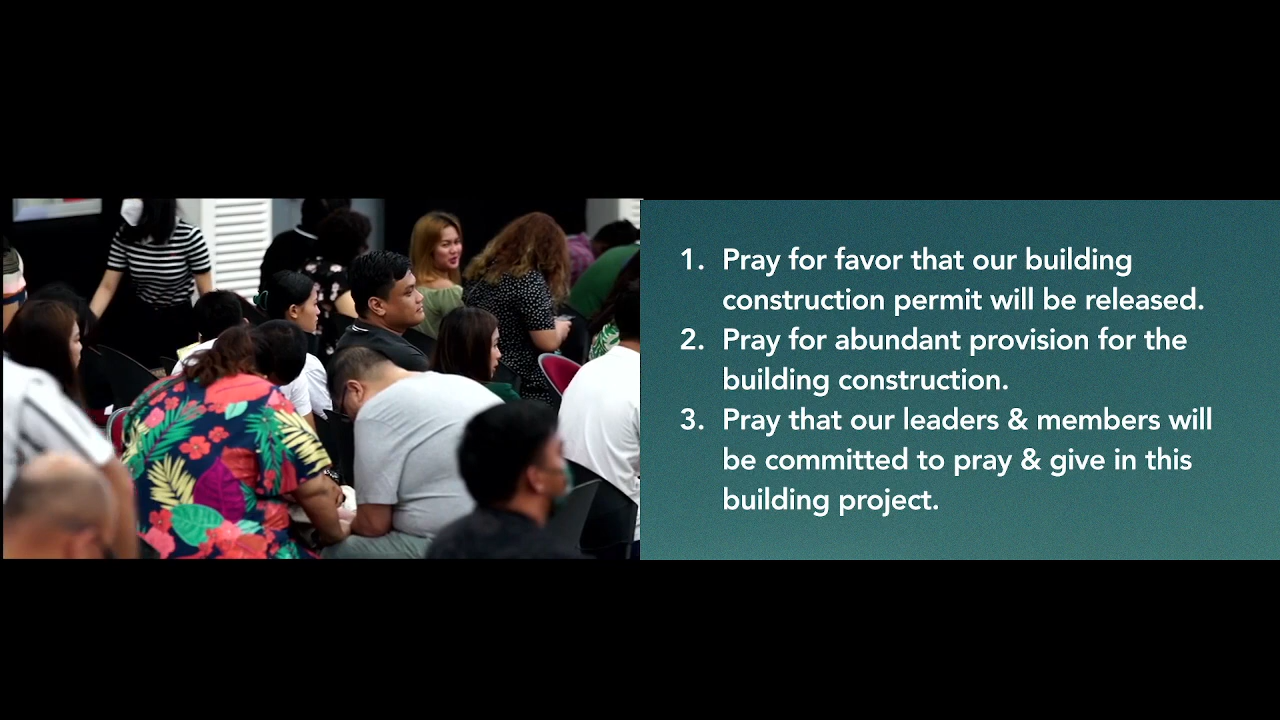 1. Pray for favor that our building
construction permit will be released.
2. Pray for abundant provision for the
building construction.
3. Pray that our leaders & members will
be committed to pray & give in this
building project.